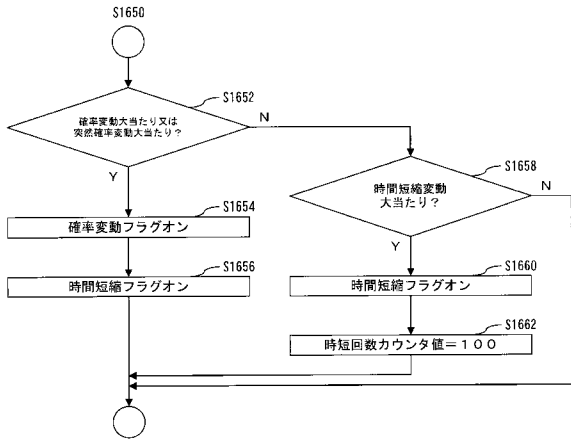 S1650
S1652
確率変動大当たり又は
突然確率変動大当たり?
N
Y
S1658
時間短縮変動
大当たり?
N
Y
S1654
確率変動フラグオン
S1656
時間短縮フラグオン
S1660
時間短縮フラグオン
S1662
時短回数カウンタ値=100